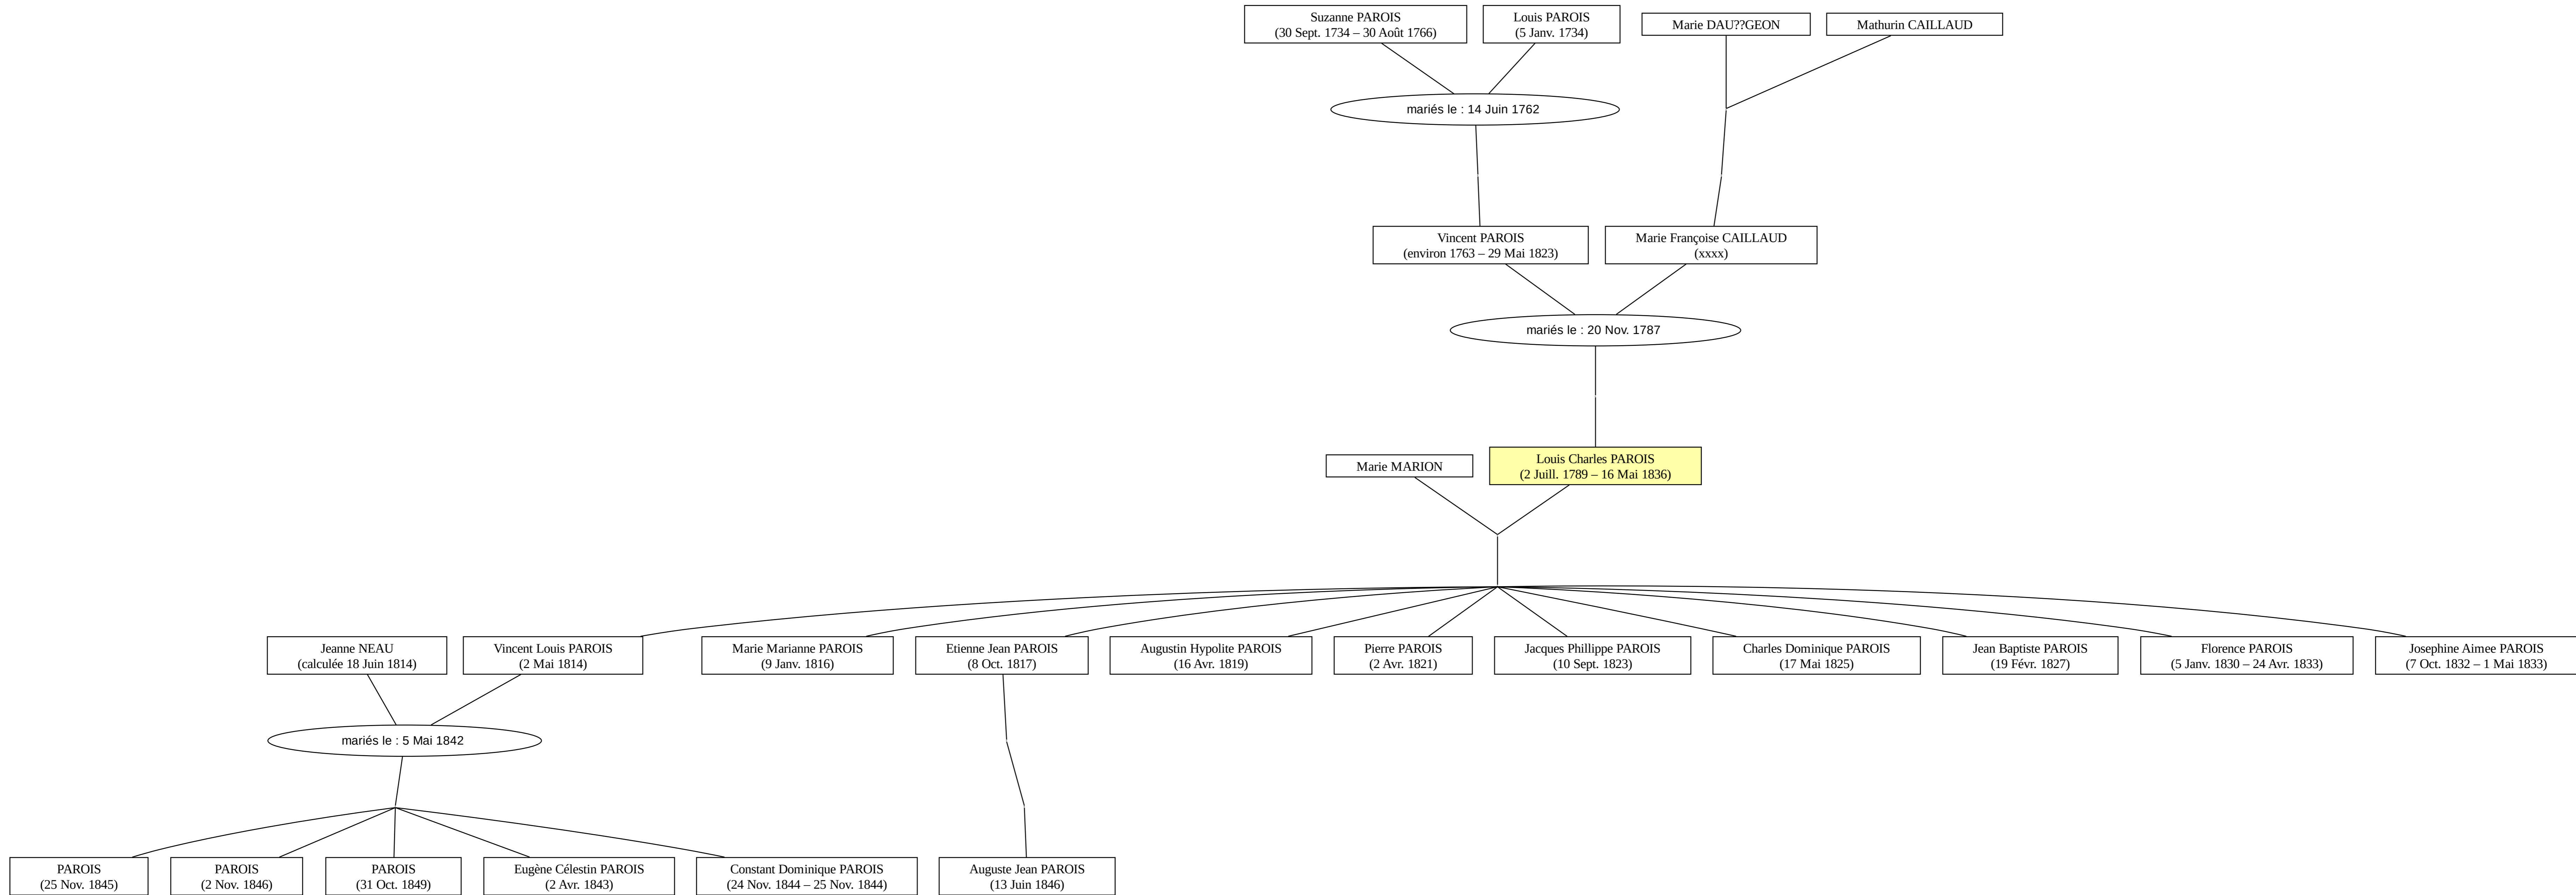 Suzanne PAROIS
(30 Sept. 1734 – 30 Août 1766)
Louis PAROIS
(5 Janv. 1734)
Marie DAU??GEON
Mathurin CAILLAUD
mariés le : 14 Juin 1762
Vincent PAROIS
(environ 1763 – 29 Mai 1823)
Marie Françoise CAILLAUD
(xxxx)
mariés le : 20 Nov. 1787
Marie MARION
Louis Charles PAROIS
(2 Juill. 1789 – 16 Mai 1836)
Jeanne NEAU
(calculée 18 Juin 1814)
Vincent Louis PAROIS
(2 Mai 1814)
Marie Marianne PAROIS
(9 Janv. 1816)
Etienne Jean PAROIS
(8 Oct. 1817)
Augustin Hypolite PAROIS
(16 Avr. 1819)
Pierre PAROIS
(2 Avr. 1821)
Jacques Phillippe PAROIS
(10 Sept. 1823)
Charles Dominique PAROIS
(17 Mai 1825)
Jean Baptiste PAROIS
(19 Févr. 1827)
Florence PAROIS
(5 Janv. 1830 – 24 Avr. 1833)
Josephine Aimee PAROIS
(7 Oct. 1832 – 1 Mai 1833)
mariés le : 5 Mai 1842
PAROIS
(25 Nov. 1845)
PAROIS
(2 Nov. 1846)
PAROIS
(31 Oct. 1849)
Eugène Célestin PAROIS
(2 Avr. 1843)
Constant Dominique PAROIS
(24 Nov. 1844 – 25 Nov. 1844)
Auguste Jean PAROIS
(13 Juin 1846)